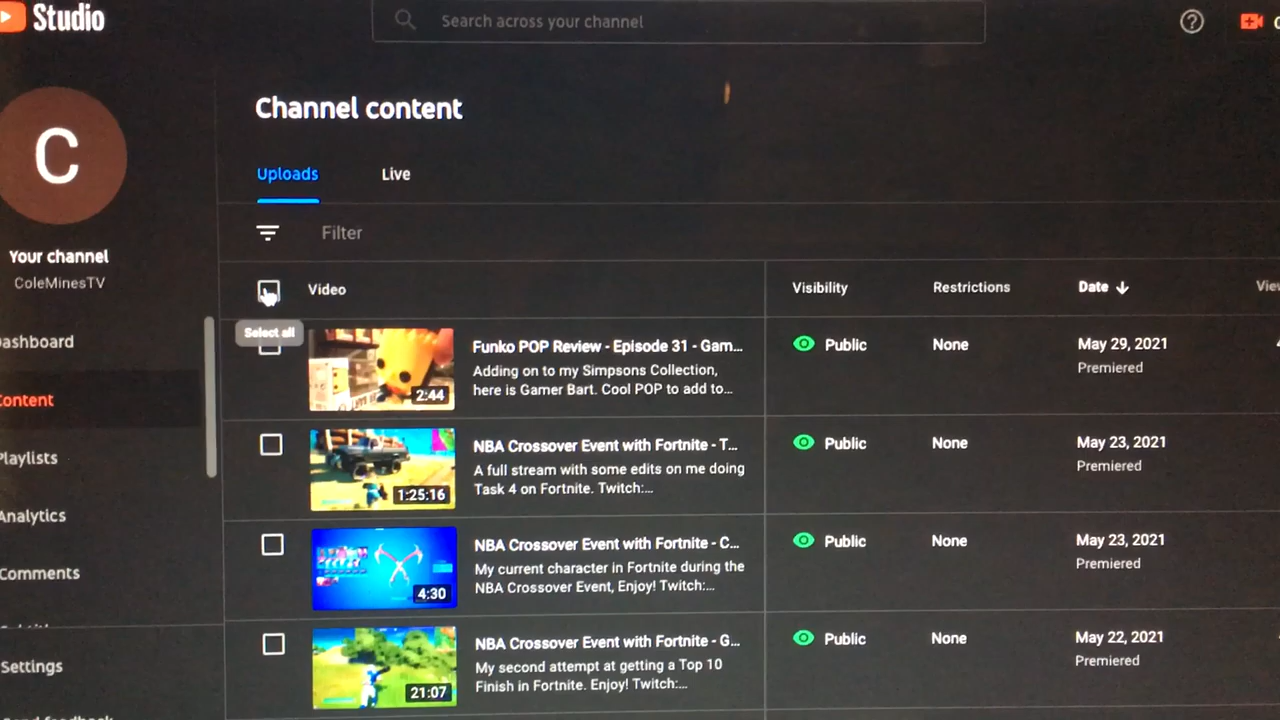 Studio
Search across your channel
C
Channel content
Uploads
Live
Your channel
ColeMinesTV
Filter
Video
Visibility
Restrictions
Date
Select all
ashboard
Content
Playlists
Analytics
Comments
Settings
Funko POP Review - Episode 31 - Gam...
Adding on to my Simpsons Collection,
here is Gamer Bart. Cool POP to add to...
2:44
Public
None
May 29, 2021
Premiered
NBA Crossover Event with Fortnite - T...
A full stream with some edits on me doing
Task 4 on Fortnite. Twitch:...
1:25:16
Public
None
May 23, 2021
Premiered
NBA Crossover Event with Fortnite - C...
My current character in Fortnite during the
NBA Crossover Event, Enjoy! Twitch:...
4:30
Public
None
May 23, 2021
Premiered
NBA Crossover Event with Fortnite - G...
My second attempt at getting a Top 10
Finish in Fortnite. Enjoy! Twitch:...
21:07
Public
None
May 22, 2021
Premiered